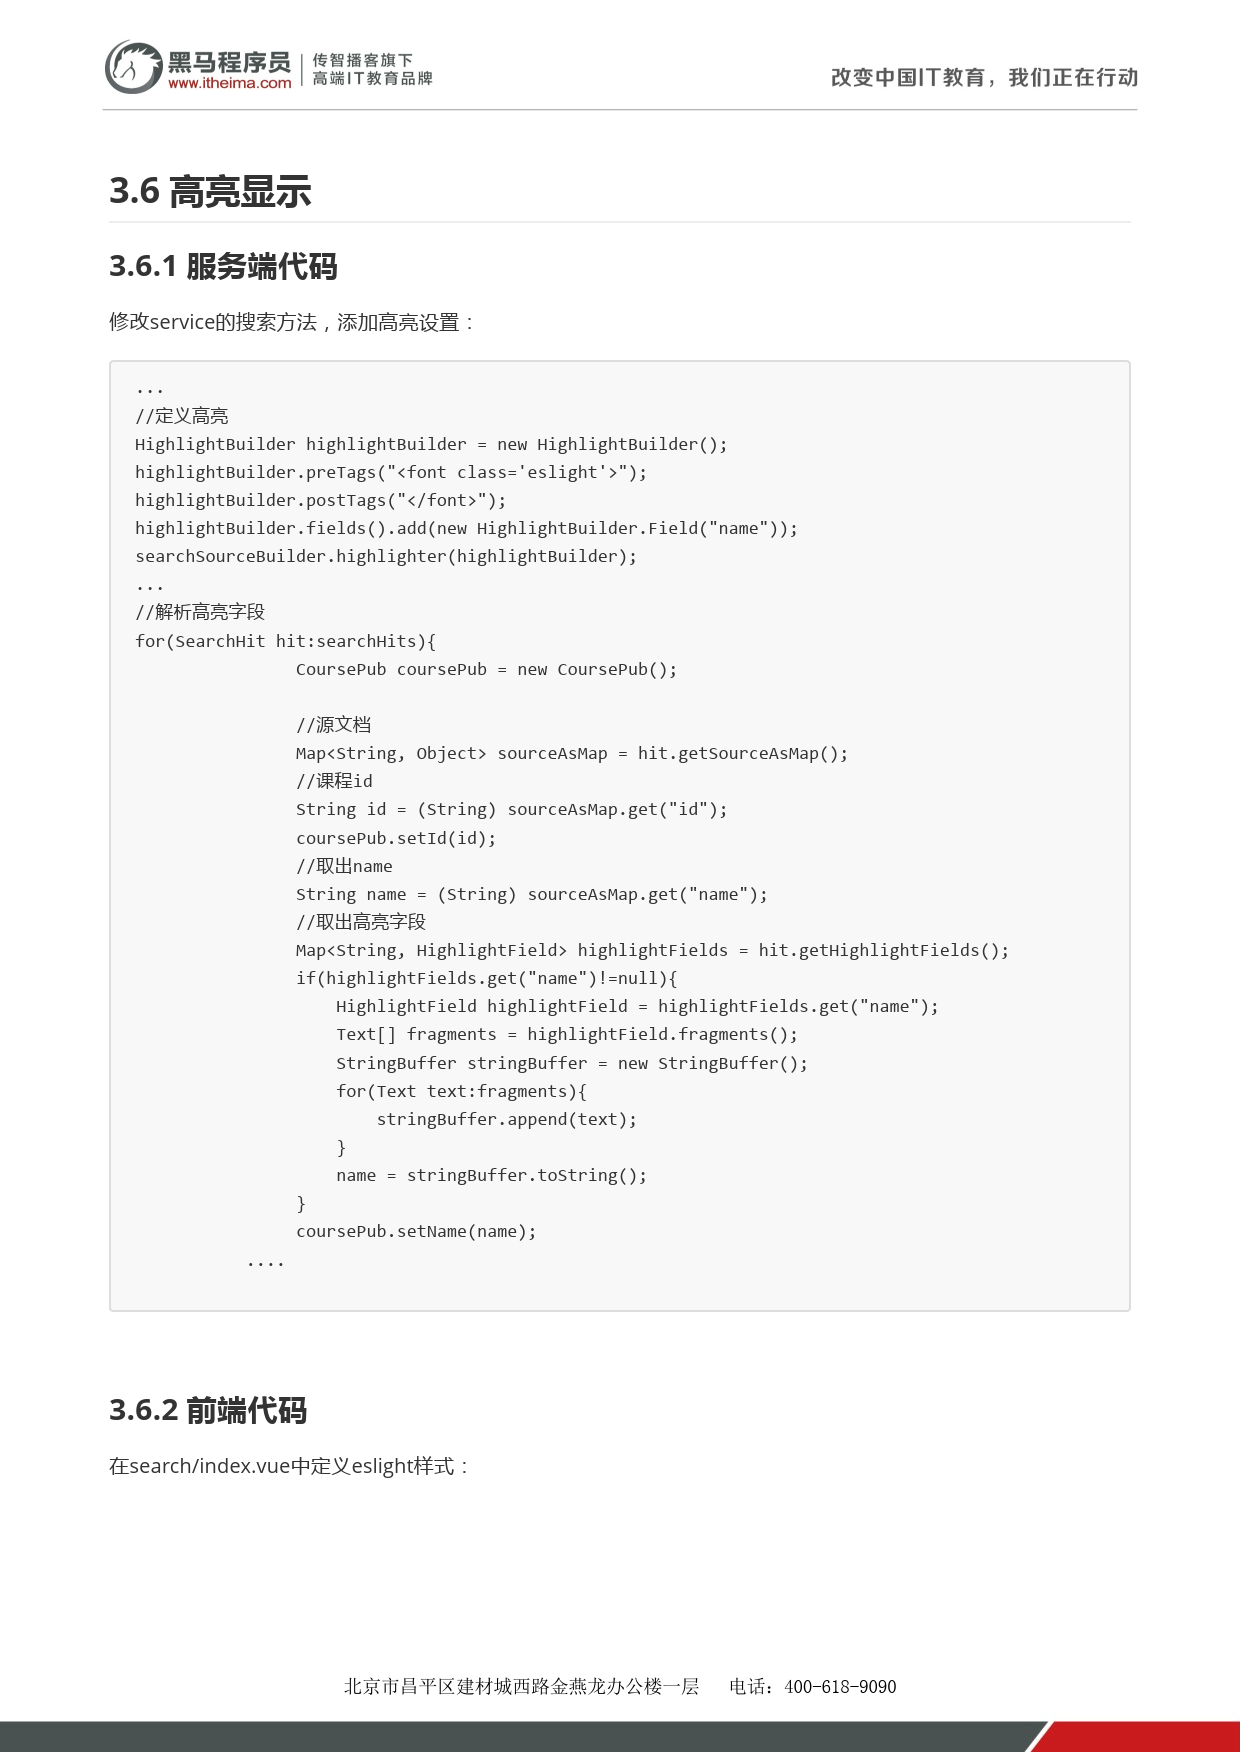 黑马程序员
www.itheima.com
传智播客旗下
高端IT教育品牌
改变中国IT教育，我们正在行动
3.6 高亮显示
3.6.1 服务端代码
修改service的搜索方法，添加高亮设置：
...
//定义高亮
HighlightBuilder highlightBuilder = new HighlightBuilder();
highlightBuilder.preTags("<font class='eslight'>");
highlightBuilder.postTags("</font>");
highlightBuilder.fields().add(new HighlightBuilder.Field("name"));
searchSourceBuilder.highlighter(highlightBuilder);
...
//解析高亮字段
for(SearchHit hit:searchHits){
                CoursePub coursePub = new CoursePub();
                //源文档
                Map<String, Object> sourceAsMap = hit.getSourceAsMap();
                //课程id
                String id = (String) sourceAsMap.get("id");
                coursePub.setId(id);
                //取出name
                String name = (String) sourceAsMap.get("name");
                //取出高亮字段
                Map<String, HighlightField> highlightFields = hit.getHighlightFields();
                if(highlightFields.get("name")!=null){
                    HighlightField highlightField = highlightFields.get("name");
                    Text[] fragments = highlightField.fragments();
                    StringBuffer stringBuffer = new StringBuffer();
                    for(Text text:fragments){
                        stringBuffer.append(text);
                    }
                    name = stringBuffer.toString();
                }
                coursePub.setName(name);
           ....
3.6.2 前端代码
在search/index.vue中定义eslight样式：
北京市昌平区建材城西路金燕龙办公楼一层 电话：400-618-9090